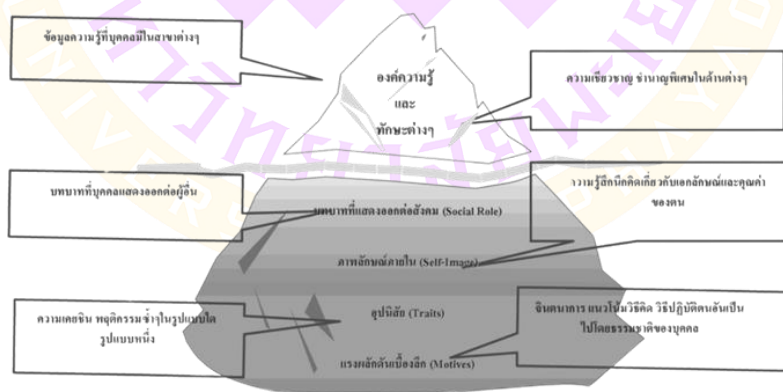 ข้อมูลความรู้ที่บุคคลมีในสาขาต่างๆ
องค์ความรู้
และ
ทักษะต่างๆ
ความเชี่ยวชาญ ชำนาญพิเศษในด้านต่างๆ
บทบาทที่บุคคลแสดงออกต่อผู้อื่น
บทบาทที่แสดงออกต่อสังคม (Social Role)
วามรู้สึกนึกคิดเกี่ยวกับเอกลักษณ์และคุณค่า
ของตน
ภาพลักษณ์ภายใน (Self-Image)
ความเคยชิน พฤติกรรมซ้ำๆในรูปแบบใด
รูปแบบหนึ่ง
อุปนิสัย (Traits)
จินตนาการ แนวโน้มวิธีคิด วิธีปฏิบัติตนอันเป็น
ไปโดยธรรมชาติของบุคคล
แรงผลักดันเบื้องลึก (Motives)